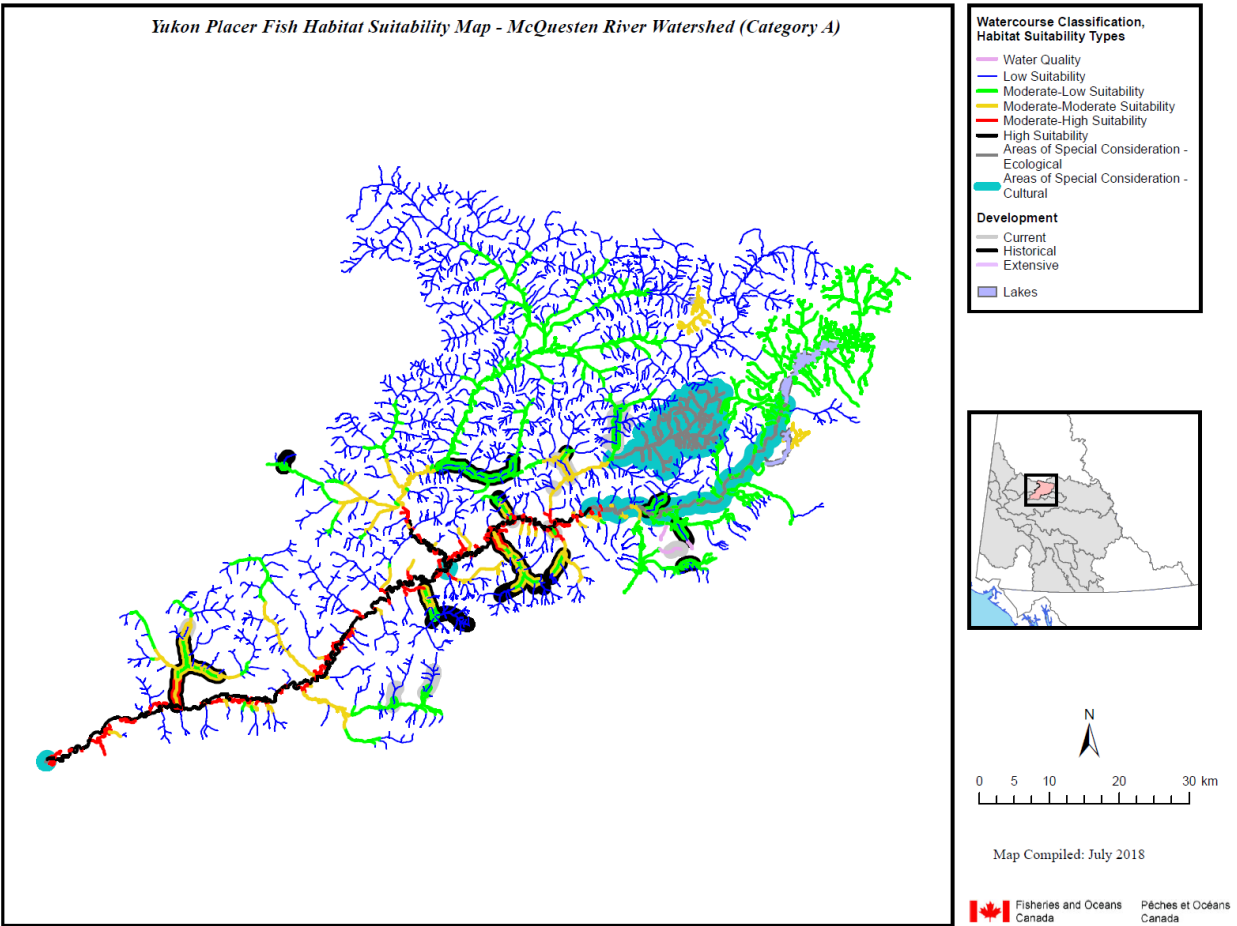 Yukon Placer Fish Habitat Suitability Map - McQuesten River Watershed (Category A)
Watercourse Classification,
Habitat Suitability Types
Water Quality
Low Suitability
Moderate-Low Suitability
Moderate-Moderate Suitability
Moderate-High Suitability
High Suitability
Areas of Special Consideration -
Ecological
Areas of Special Consideration -
Cultural
Development
Current
Historical
Extensive
Lakes
N
0 5 10 20 30 km
Map Compiled: July 2018
Fisheries and Oceans
Canada
Pêches et Océans
Canada